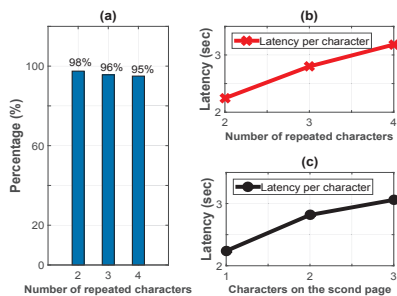 (a)
98%
96%
95%
100
60
20
0
2
3
4
Percentage (%)
Number of repeated characters
(b)
Latency per character
3
2
2
3
4
Latency (sec)
Number of repeated characters
(c)
Latency per character
3
2
1
2
3
Latency (sec)
Characters on the scond page